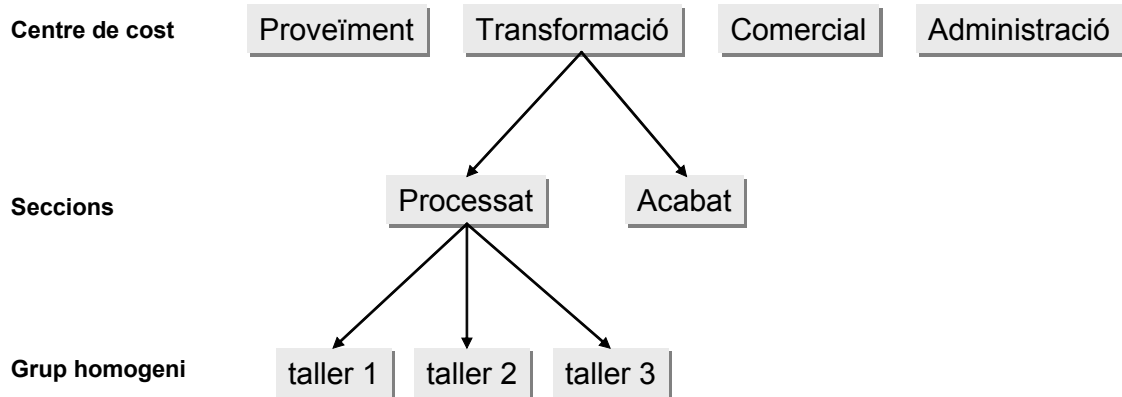 Centre de cost Proveïment Transformació Comercial Administració
Seccions Processat Acabat
Grup homogeni taller 1 taller 2 taller 3